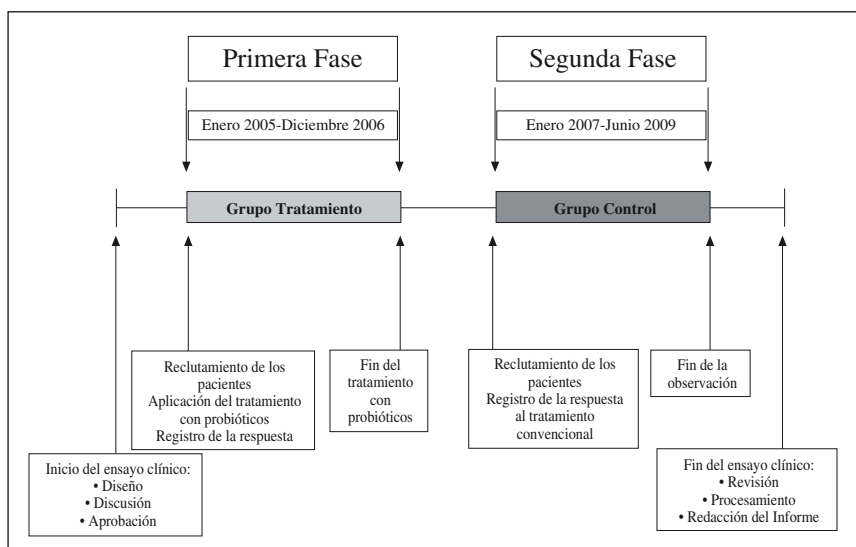 Primera Fase
Segunda Fase
Enero 2005-Diciembre 2006
Enero 2007-Junio 2009
Grupo Tratamiento
Grupo Control
Reclutamiento de los
pacientes
Aplicación del tratamiento
con probióticos
Registro de la respuesta
Fin del
tratamiento
con
probióticos
Reclutamiento de los
pacientes
Registro de la respuesta
al tratamiento
convencional
Fin de la
observación
Inicio del ensayo clínico:
• Diseño
• Discusión
• Aprobación
Fin del ensayo clínico:
• Revisión
• Procesamiento
• Redacción del Informe